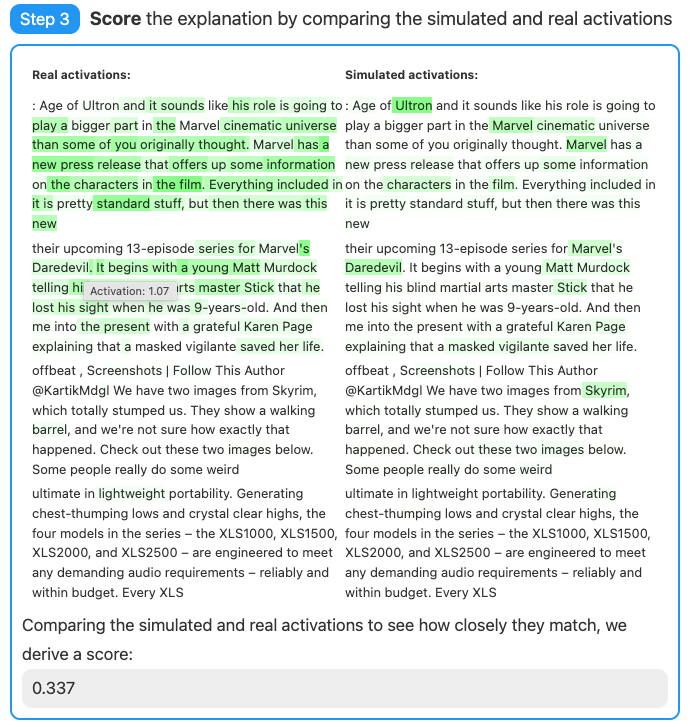 Step 3 Score the explanation by comparing the simulated and real activations
Real activations:
: Age of Ultron and it sounds like his role is going to
play a bigger part in the Marvel cinematic universe
than some of you originally thought. Marvel has a
new press release that offers up some information
on the characters in the film. Everything included in
it is pretty standard stuff, but then there was this
new
their upcoming 13-episode series for Marvel's
Daredevil. It begins with a young Matt Murdock
telling hi
Activation: 1.07
arts master Stick that he
lost his sight when he was 9-years-old. And then
me into the present with a grateful Karen Page
explaining that a masked vigilante saved her life.
offbeat , Screenshots | Follow This Author
@KartikMdgl We have two images from Skyrim,
which totally stumped us. They show a walking
barrel, and we're not sure how exactly that
happened. Check out these two images below.
Some people really do some weird
ultimate in lightweight portability. Generating
chest-thumping lows and crystal clear highs, the
four models in the series – the XLS1000, XLS1500,
XLS2000, and XLS2500 – are engineered to meet
any demanding audio requirements – reliably and
within budget. Every XLS
Simulated activations:
: Age of Ultron and it sounds like his role is going to
play a bigger part in the Marvel cinematic universe
than some of you originally thought. Marvel has a
new press release that offers up some information
on the characters in the film. Everything included in
it is pretty standard stuff, but then there was this
new
their upcoming 13-episode series for Marvel's
Daredevil. It begins with a young Matt Murdock
telling his blind martial arts master Stick that he
lost his sight when he was 9-years-old. And then
me into the present with a grateful Karen Page
explaining that a masked vigilante saved her life.
offbeat , Screenshots | Follow This Author
@KartikMdgl We have two images from Skyrim,
which totally stumped us. They show a walking
barrel, and we're not sure how exactly that
happened. Check out these two images below.
Some people really do some weird
ultimate in lightweight portability. Generating
chest-thumping lows and crystal clear highs, the
four models in the series – the XLS1000, XLS1500,
XLS2000, and XLS2500 – are engineered to meet
any demanding audio requirements – reliably and
within budget. Every XLS
Comparing the simulated and real activations to see how closely they match, we
derive a score:
0.337